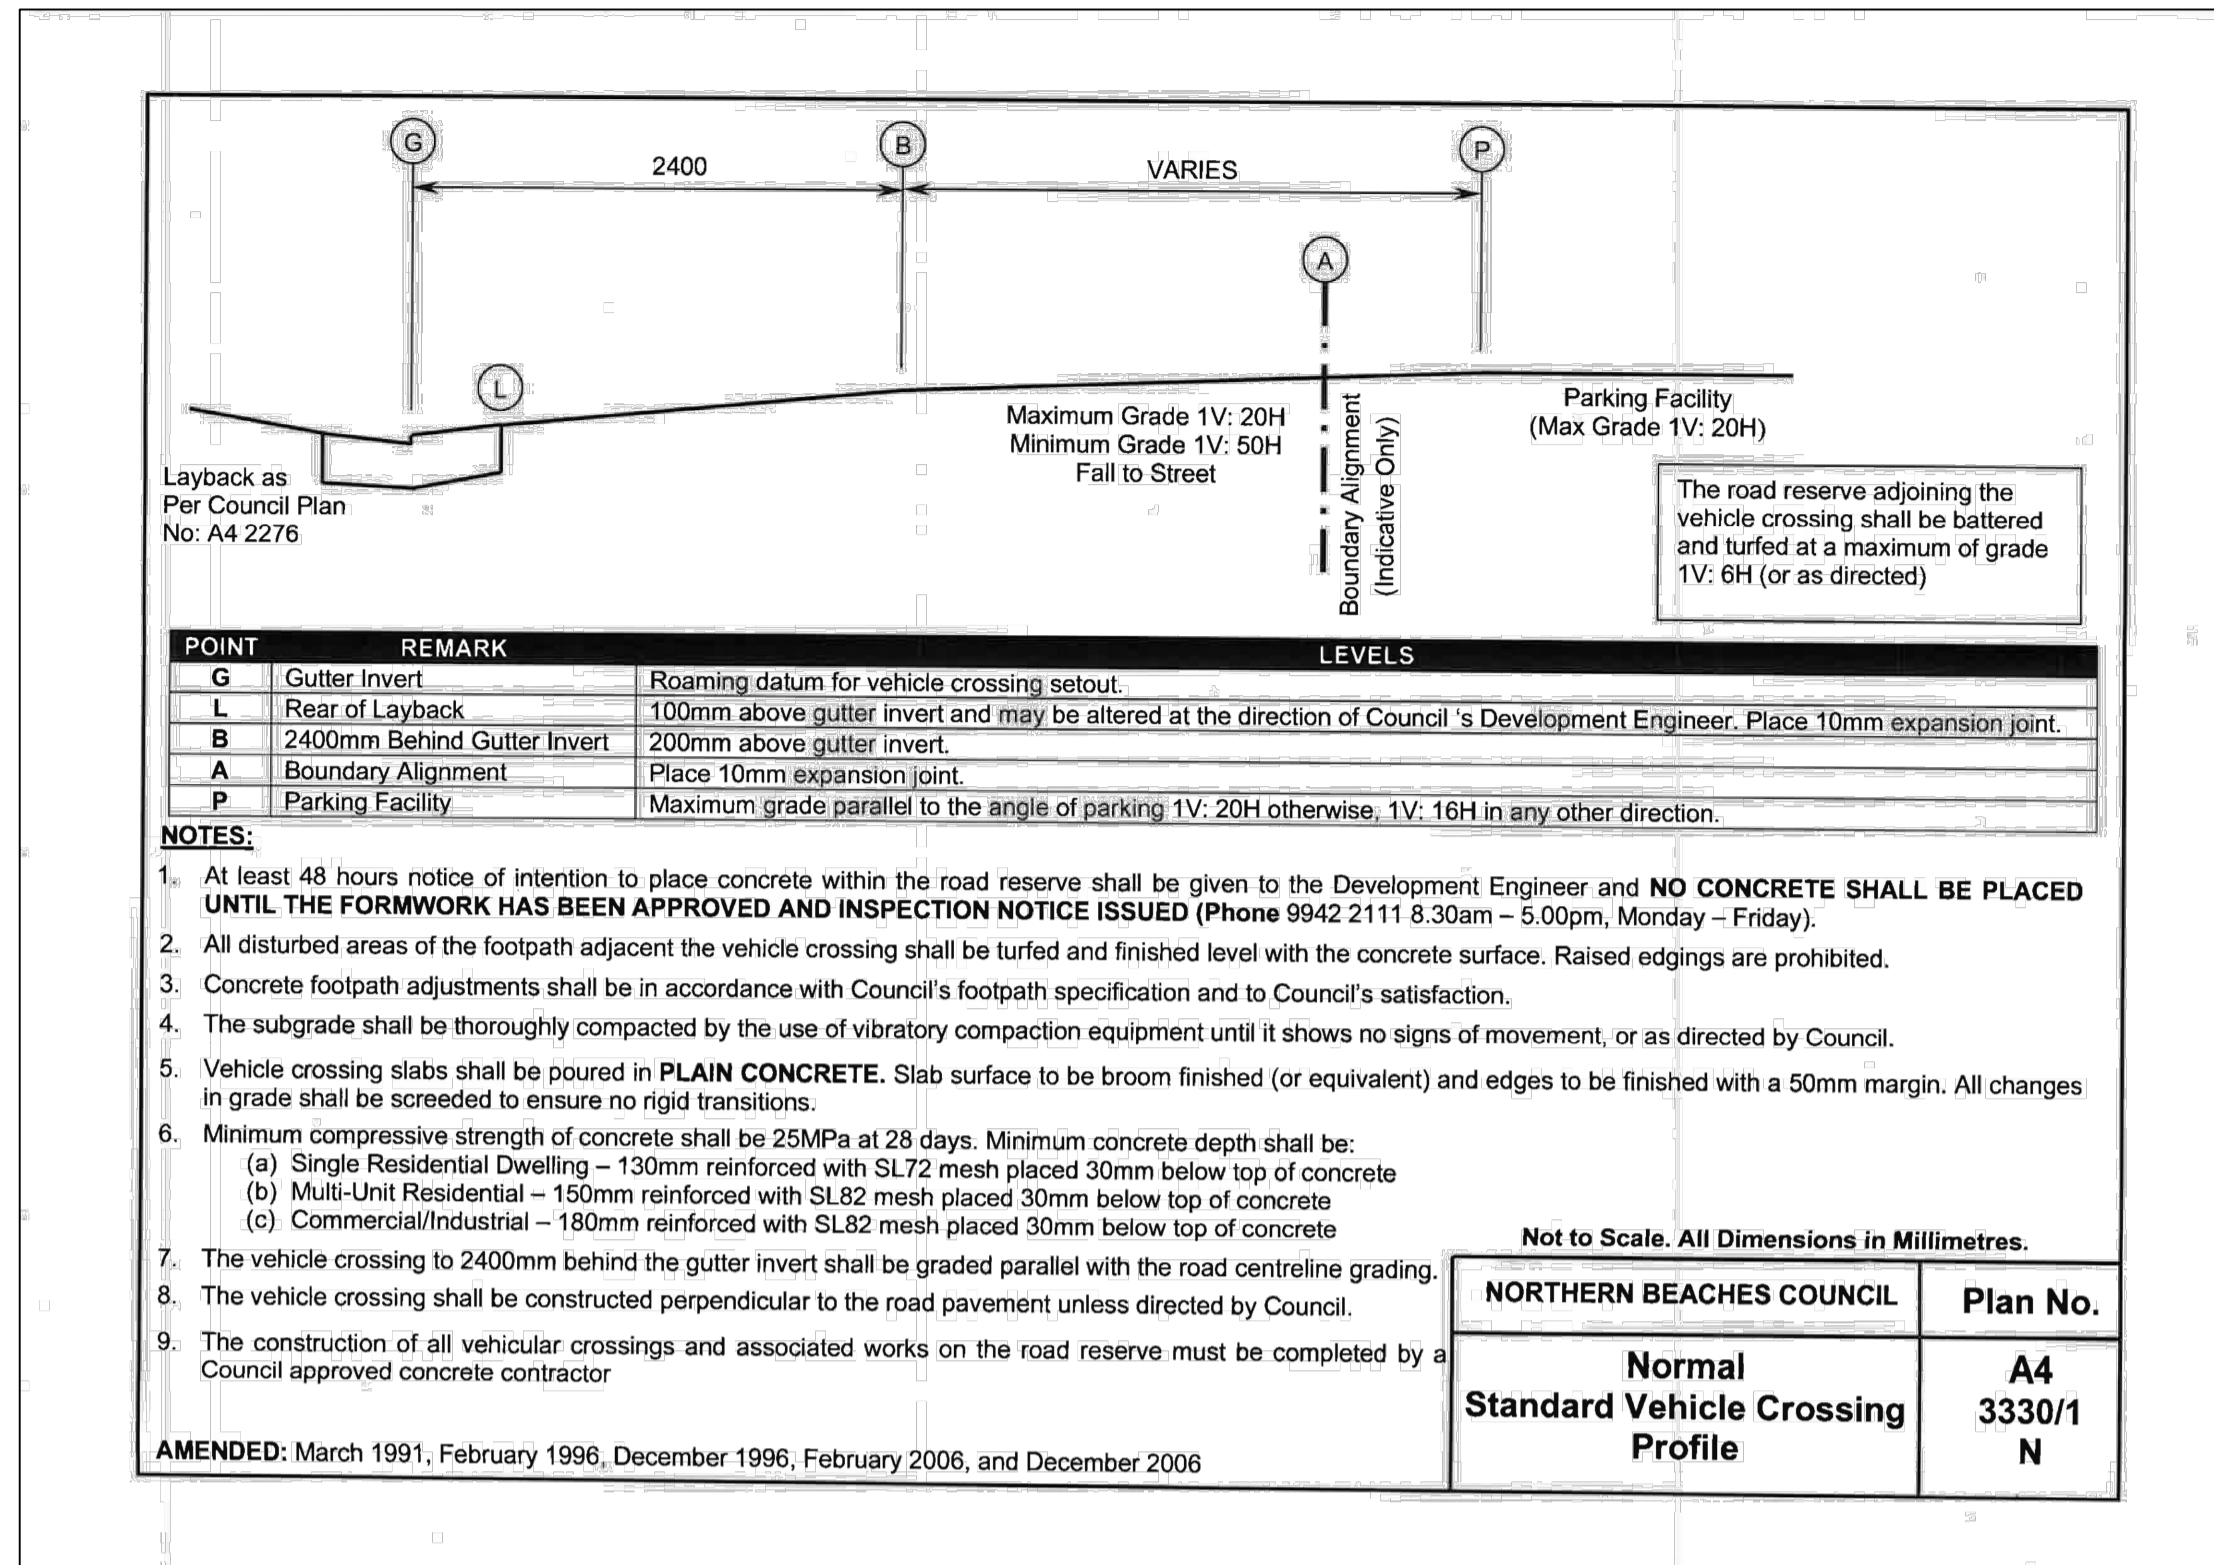 G
B
P
2400
VARIES
A
L
Maximum Grade 1V: 20H
Minimum Grade 1V: 50H
Fall to Street
Parking Facility
(Max Grade 1V: 20H)
Boundary Alignment
(Indicative Only)
Layback as
Per Council Plan
No: A4 2276
The road reserve adjoining the
vehicle crossing shall be battered
and turfed at a maximum of grade
1V: 6H (or as directed)
POINT REMARK LEVELS
G Gutter Invert Roaming datum for vehicle crossing setout.
L Rear of Layback 100mm above gutter invert and may be altered at the direction of Council 's Development Engineer. Place 10mm expansion joint.
B 2400mm Behind Gutter Invert 200mm above gutter invert.
A Boundary Alignment Place 10mm expansion joint.
P Parking Facility Maximum grade parallel to the angle of parking 1V: 20H otherwise, 1V: 16H in any other direction.
NOTES:
1. At least 48 hours notice of intention to place concrete within the road reserve shall be given to the Development Engineer and NO CONCRETE SHALL BE PLACED
UNTIL THE FORMWORK HAS BEEN APPROVED AND INSPECTION NOTICE ISSUED (Phone 9942 2111 8.30am – 5.00pm, Monday – Friday).
2. All disturbed areas of the footpath adjacent the vehicle crossing shall be turfed and finished level with the concrete surface. Raised edgings are prohibited.
3. Concrete footpath adjustments shall be in accordance with Council's footpath specification and to Council's satisfaction.
4. The subgrade shall be thoroughly compacted by the use of vibratory compaction equipment until it shows no signs of movement, or as directed by Council.
5. Vehicle crossing slabs shall be poured in PLAIN CONCRETE. Slab surface to be broom finished (or equivalent) and edges to be finished with a 50mm margin. All changes
in grade shall be screeded to ensure no rigid transitions.
6. Minimum compressive strength of concrete shall be 25MPa at 28 days. Minimum concrete depth shall be:
(a) Single Residential Dwelling – 130mm reinforced with SL72 mesh placed 30mm below top of concrete
(b) Multi-Unit Residential – 150mm reinforced with SL82 mesh placed 30mm below top of concrete
(c) Commercial/Industrial – 180mm reinforced with SL82 mesh placed 30mm below top of concrete
7. The vehicle crossing to 2400mm behind the gutter invert shall be graded parallel with the road centreline grading.
8. The vehicle crossing shall be constructed perpendicular to the road pavement unless directed by Council.
9. The construction of all vehicular crossings and associated works on the road reserve must be completed by a
Council approved concrete contractor
AMENDED: March 1991, February 1996, December 1996, February 2006, and December 2006
Not to Scale. All Dimensions in Millimetres.
NORTHERN BEACHES COUNCIL
Plan No.
Normal
Standard Vehicle Crossing
Profile
A4
3330/1
N